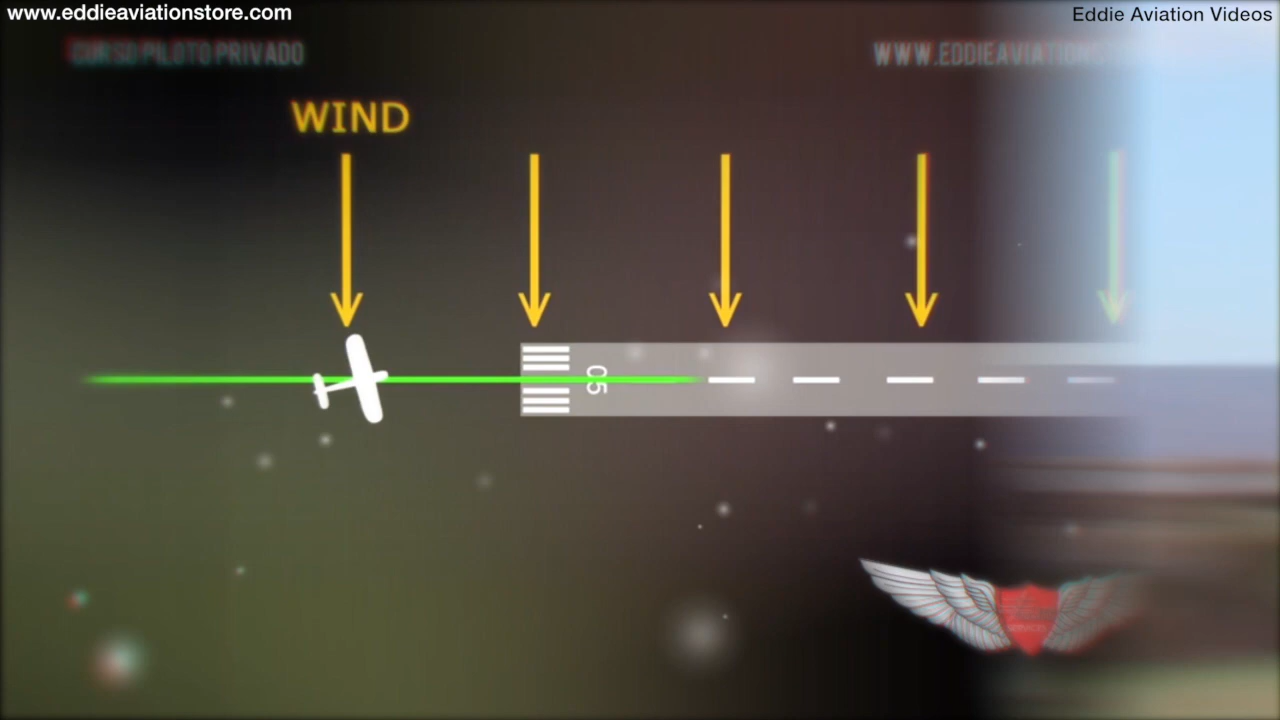 www.eddieaviationstore.com
Eddie Aviation Videos
CURSO PILOTO PRIVADO
WWW.EDDIEAVIATIONS
WIND
05